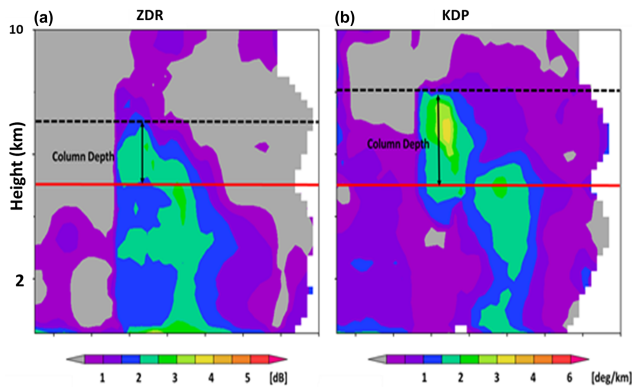 (a) ZDR
(b) KDP
10
Height (km)
2
Column Depth
Column Depth
1 2 3 4 5 [dB]
1 2 3 4 5 6 [deg/km]